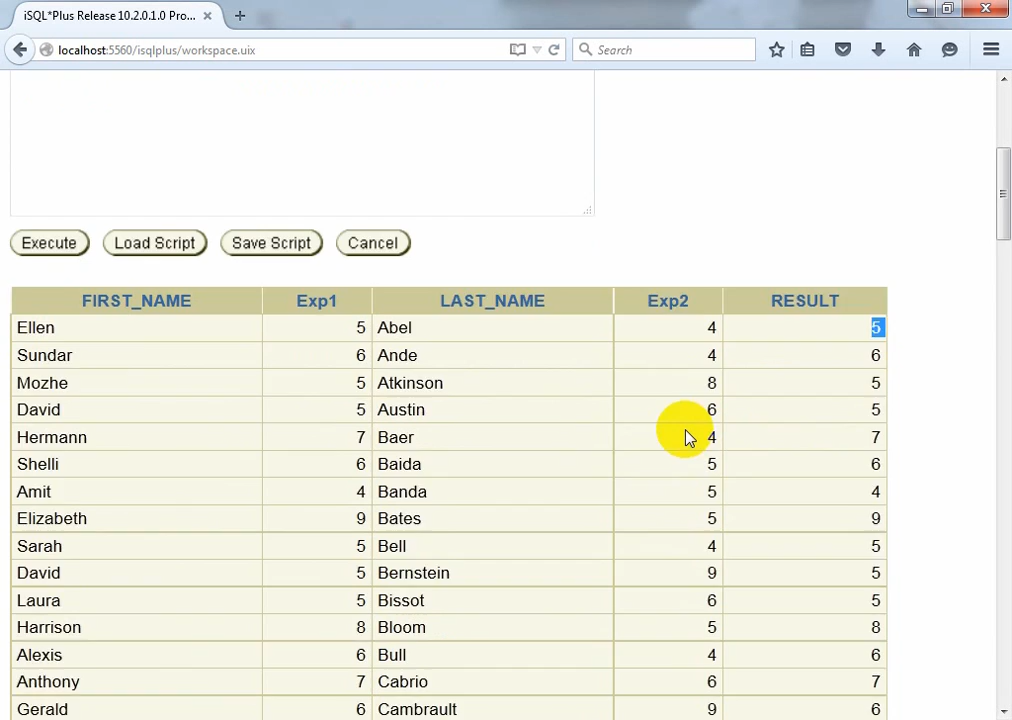 iSQL*Plus Release 10.2.0.1.0 Pro...
localhost:5560/isqlplus/workspace.uix
Search
Execute Load Script Save Script Cancel
FIRST_NAME Exp1 LAST_NAME Exp2 RESULT
Ellen 5 Abel 4 5
Sundar 6 Ande 4 6
Mozhe 5 Atkinson 8 5
David 5 Austin 6 5
Hermann 7 Baer 4 7
Shelli 6 Baida 5 6
Amit 4 Banda 5 4
Elizabeth 9 Bates 5 9
Sarah 5 Bell 4 5
David 5 Bernstein 9 5
Laura 5 Bissot 6 5
Harrison 8 Bloom 5 8
Alexis 6 Bull 4 6
Anthony 7 Cabrio 6 7
Gerald 6 Cambrault 9 6